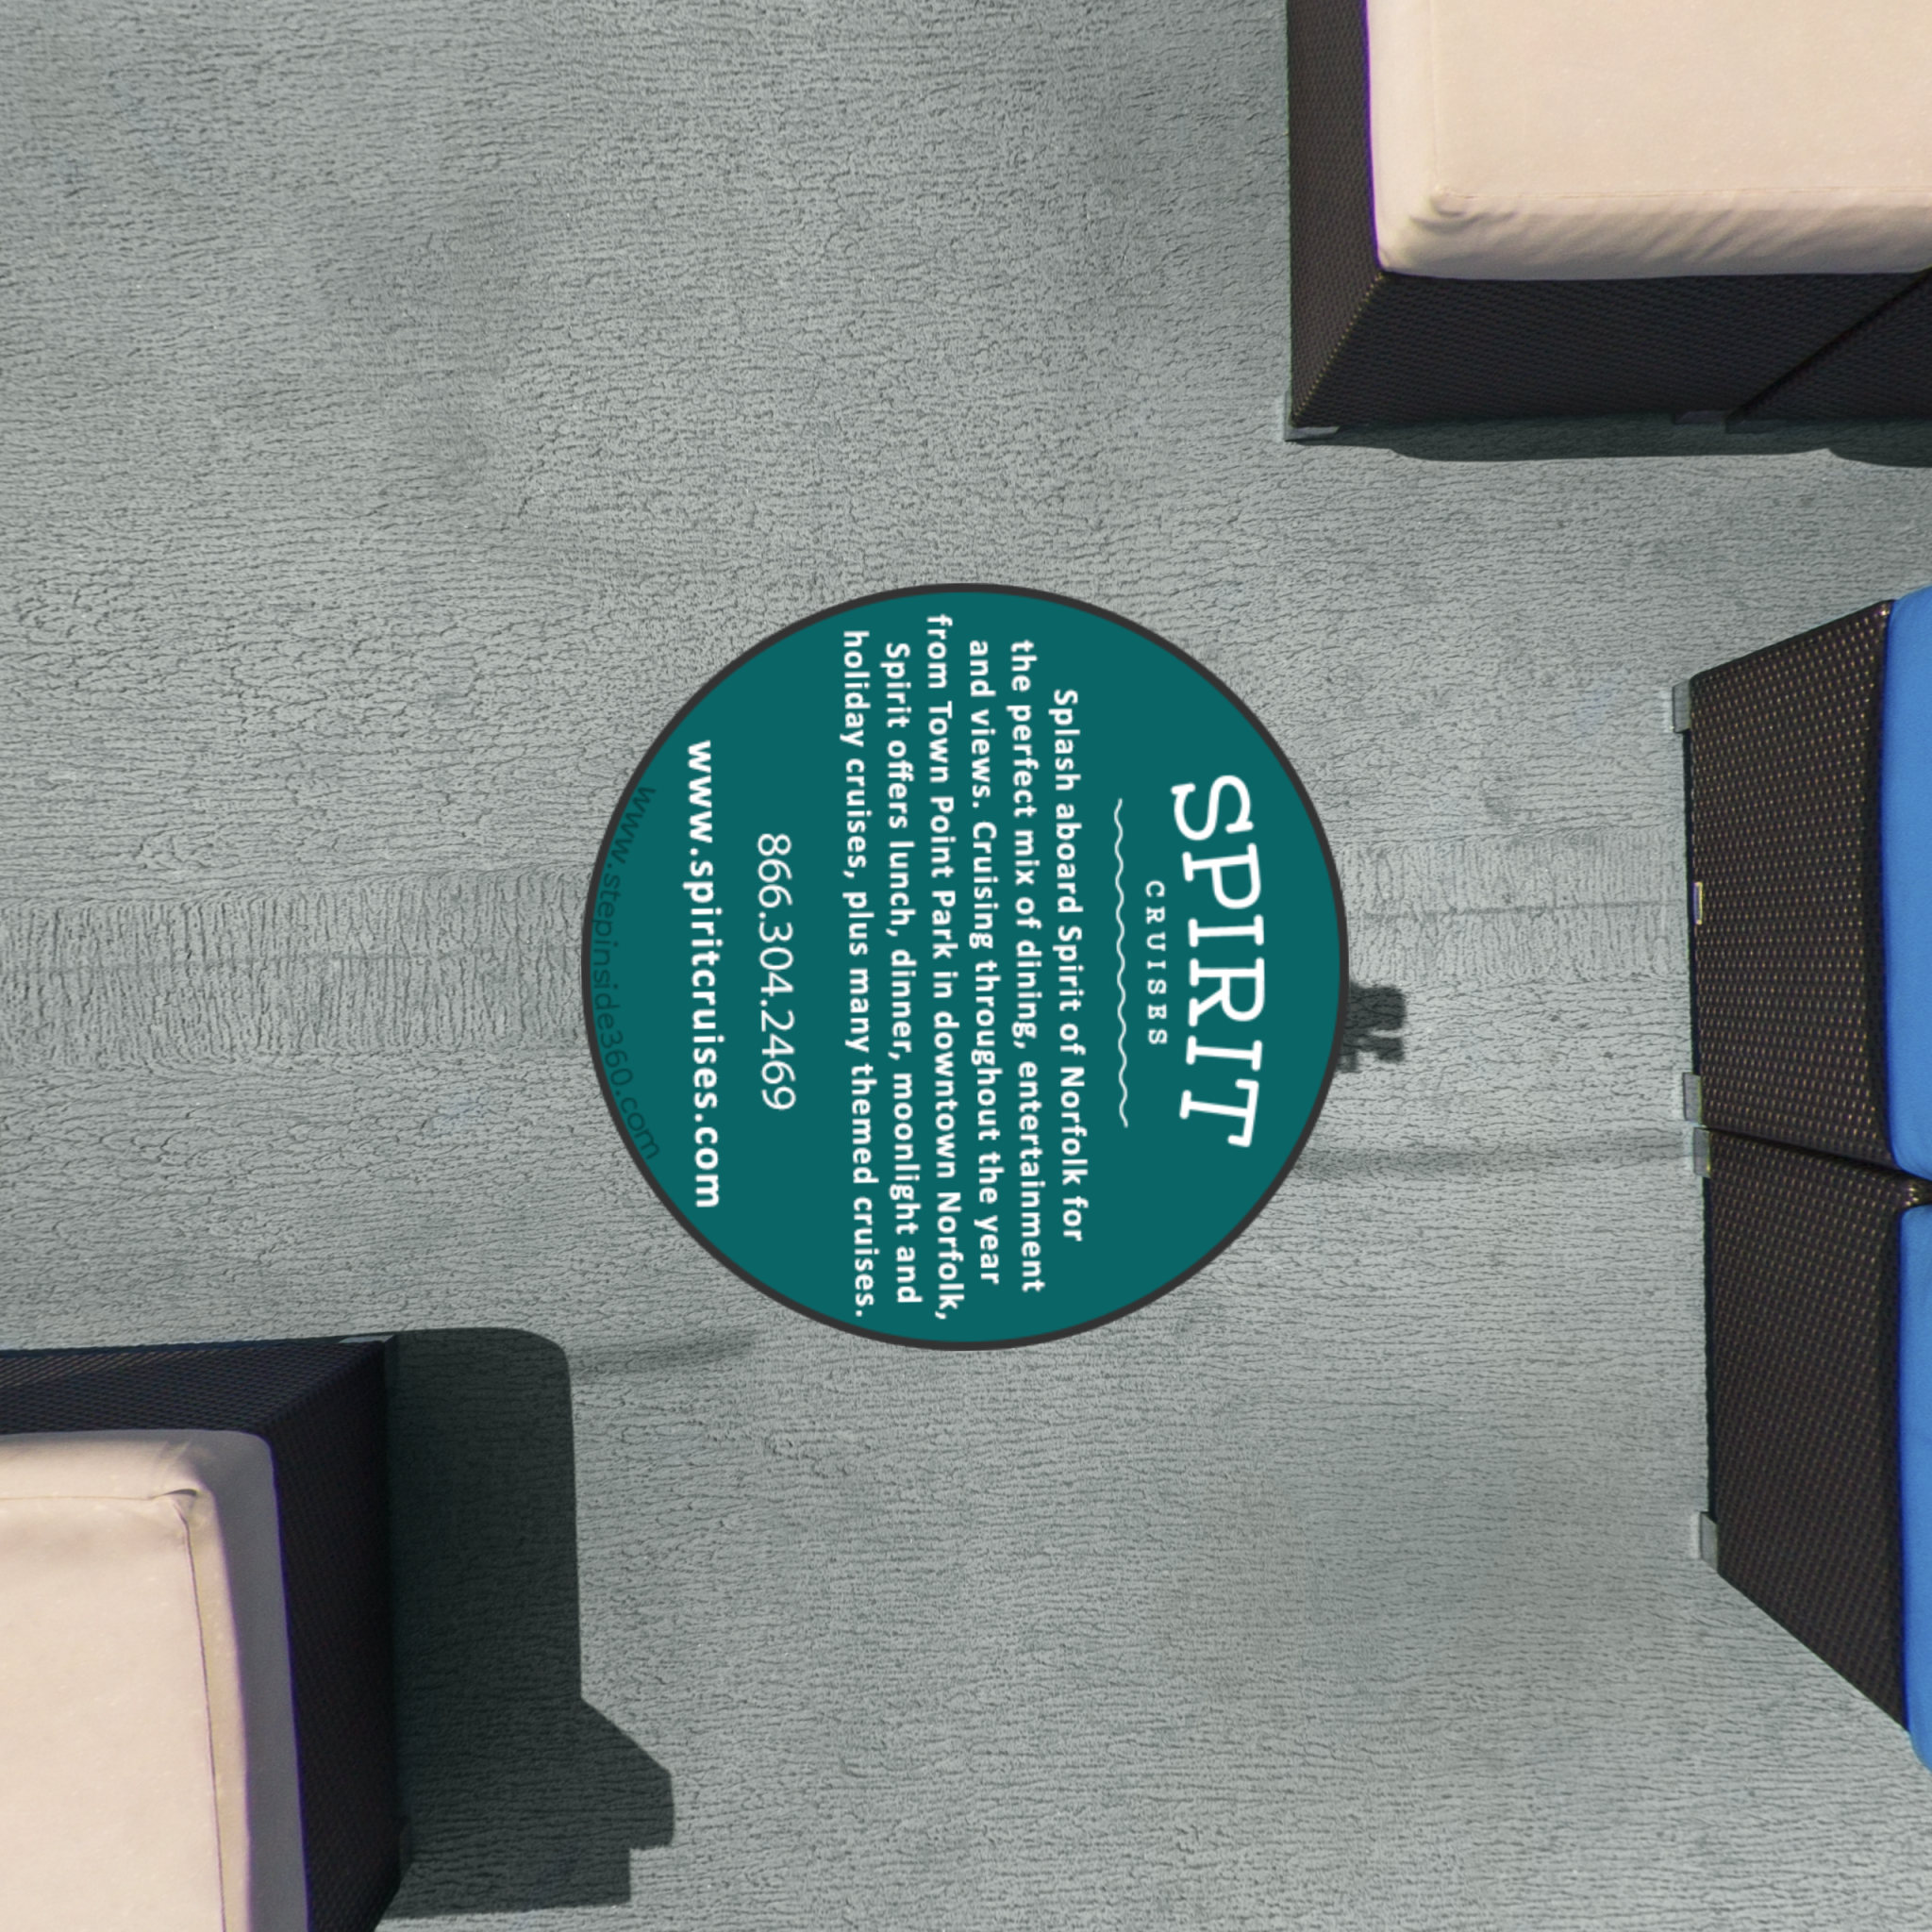 SPIRIT
CRUISES
Splash aboard Spirit of Norfolk for
the perfect mix of dining, entertainment
and views. Cruising throughout the year
from Town Point Park in downtown Norfolk,
Spirit offers lunch, dinner, moonlight and
holiday cruises, plus many themed cruises.
866.304.2469
www.spiritcruises.com
www.stepinside360.com